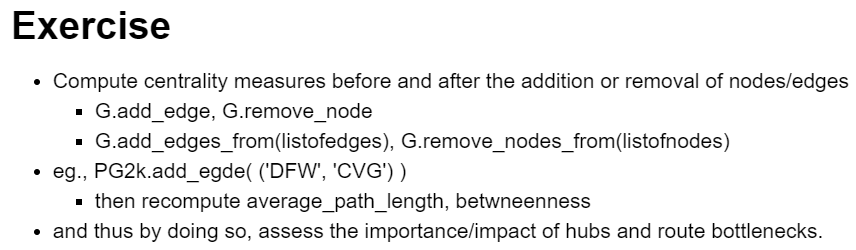 Exercise
Compute centrality measures before and after the addition or removal of nodes/edges
G.add_edge, G.remove_node
G.add_edges_from(listofedges), G.remove_nodes_from(listofnodes)
eg., PG2k.add_egde( ('DFW', 'CVG') )
then recompute average_path_length, betwneenness
and thus by doing so, assess the importance/impact of hubs and route bottlenecks.